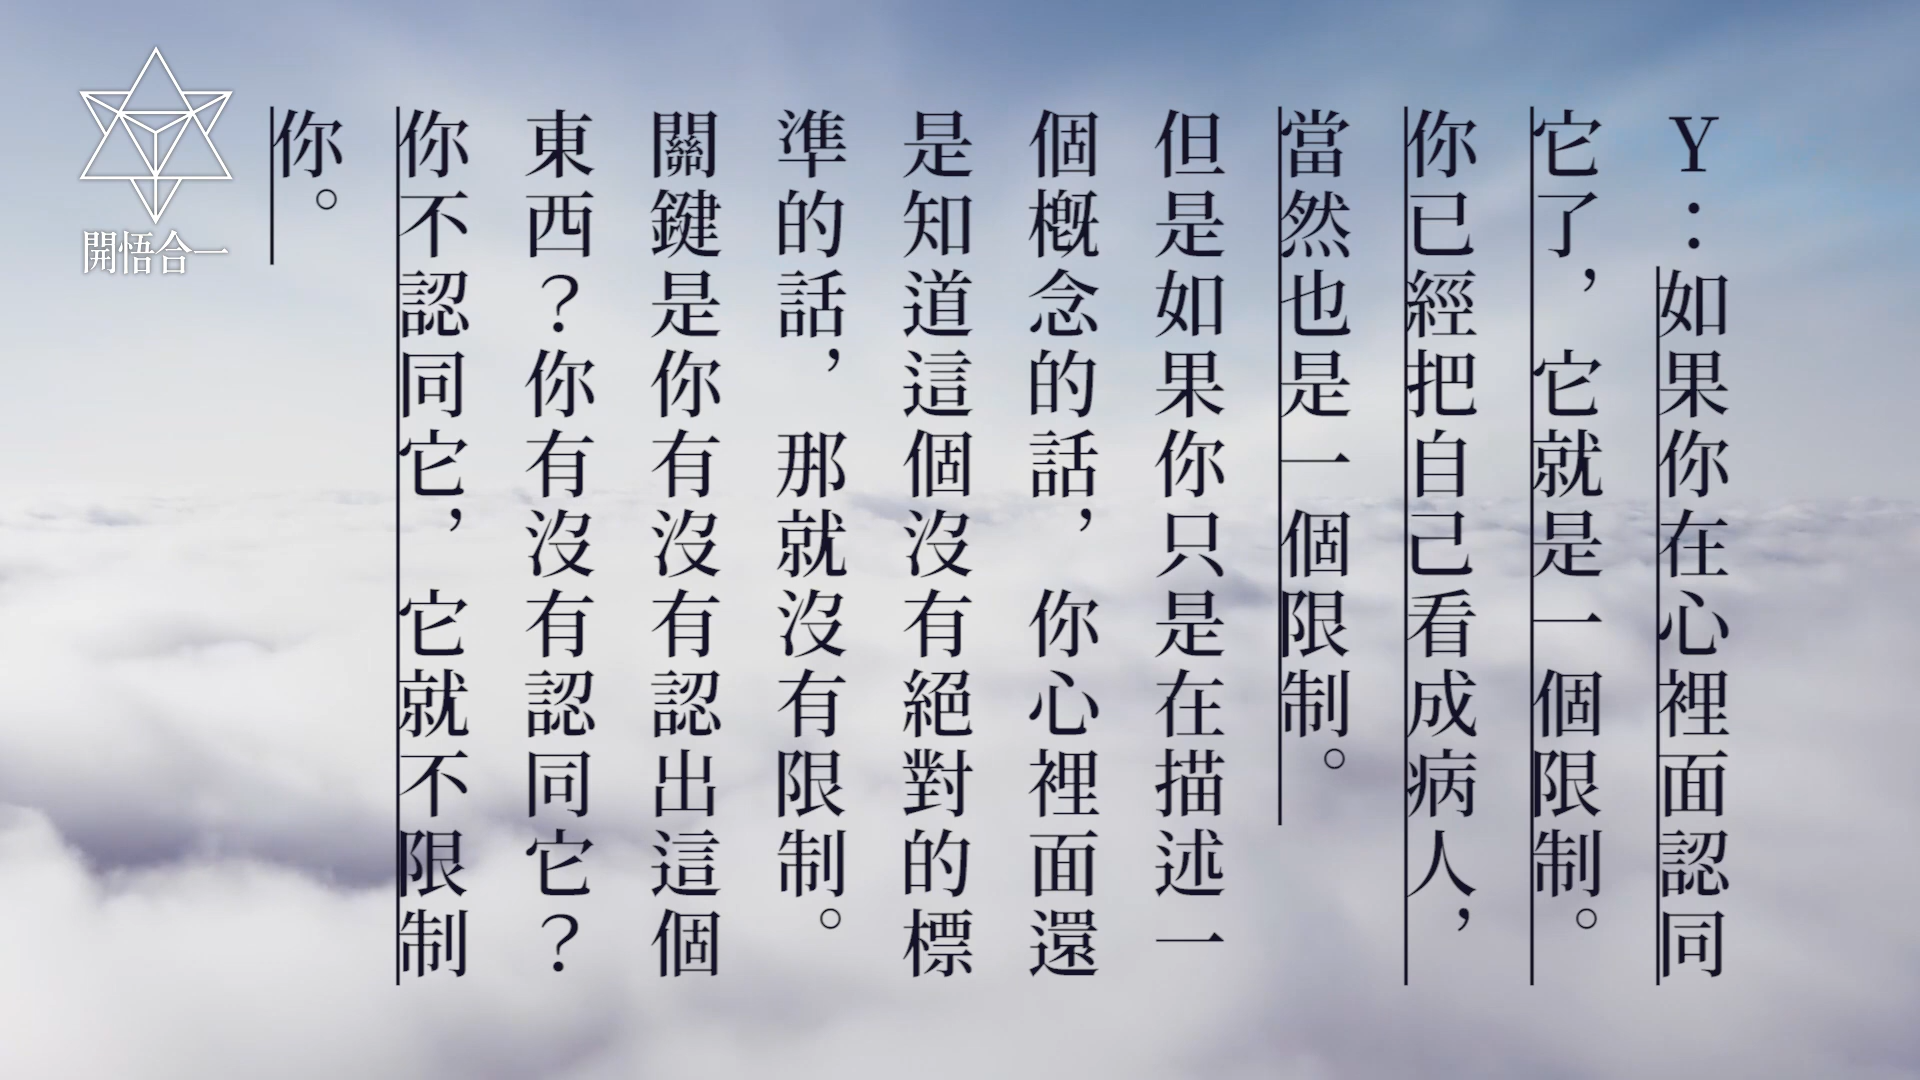 Y：如果你在心裡面認同
它了，它就是一個限制。
你已經把自己看成病人，
當然也是一個限制。
但是如果你只是在描述一
個概念的話，你心裡面還
是知道這個沒有絕對的標
準的話，那就沒有限制。
關鍵是你有沒有認出這個
東西？你有沒有認同它？
你不認同它，它就不限制
你。
開悟合一